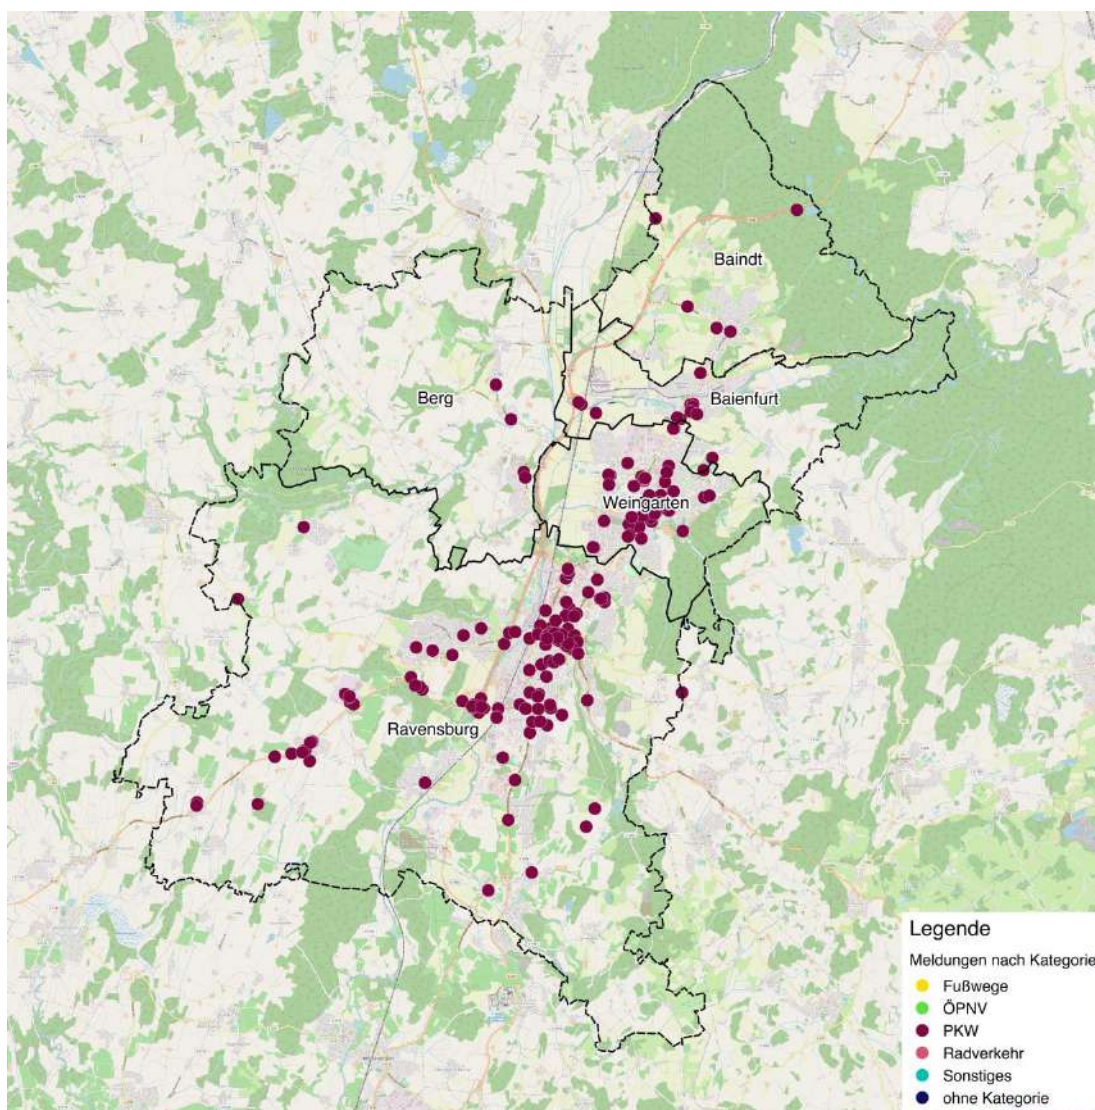 Baindt
Berg
Baienfurt
Weingarten
Ravensburg
Legende
Meldungen nach Kategorie
Fußwege
ÖPNV
PKW
Radverkehr
Sonstiges
ohne Kategorie